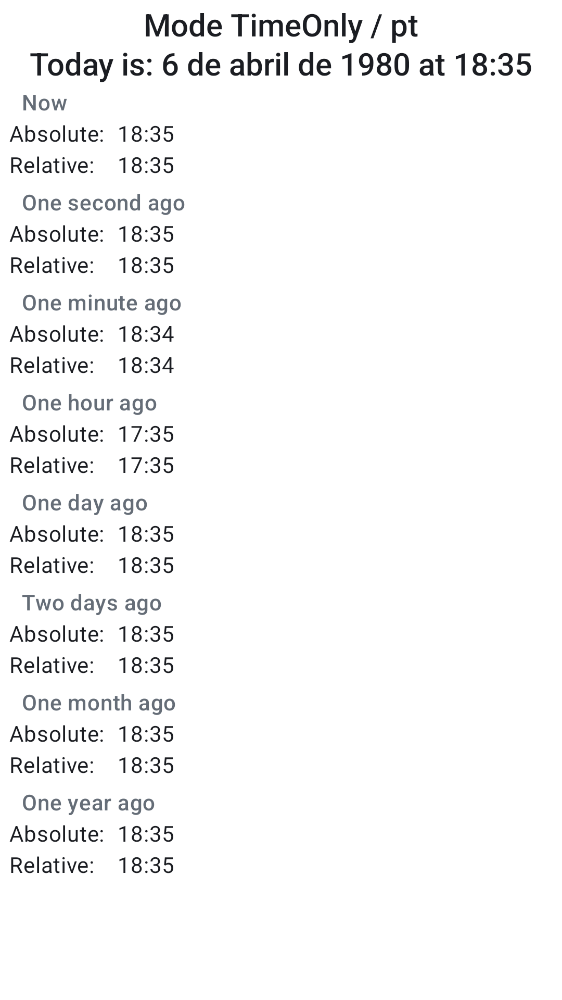 Mode TimeOnly / pt
Today is: 6 de abril de 1980 at 18:35
Now
Absolute: 18:35
Relative: 18:35
One second ago
Absolute: 18:35
Relative: 18:35
One minute ago
Absolute: 18:34
Relative: 18:34
One hour ago
Absolute: 17:35
Relative: 17:35
One day ago
Absolute: 18:35
Relative: 18:35
Two days ago
Absolute: 18:35
Relative: 18:35
One month ago
Absolute: 18:35
Relative: 18:35
One year ago
Absolute: 18:35
Relative: 18:35